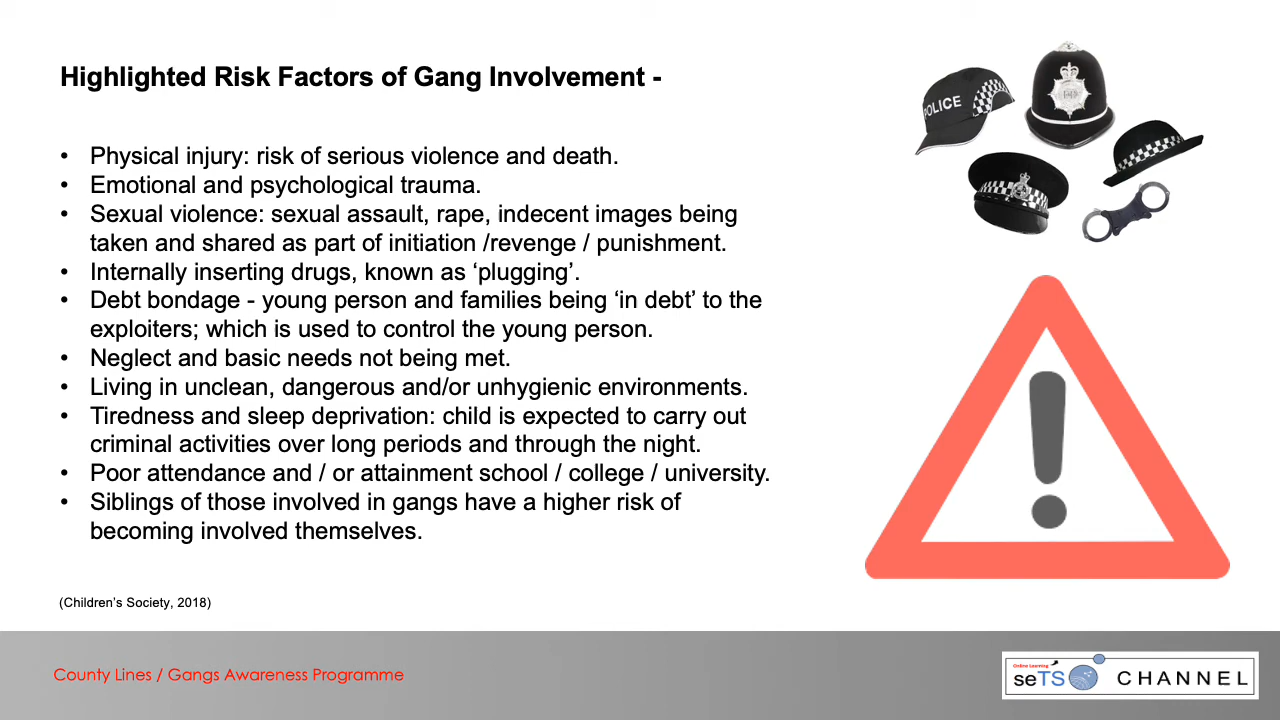 Highlighted Risk Factors of Gang Involvement -
POLICE
• Physical injury: risk of serious violence and death.
• Emotional and psychological trauma.
• Sexual violence: sexual assault, rape, indecent images being
taken and shared as part of initiation /revenge / punishment.
• Internally inserting drugs, known as ‘plugging’.
• Debt bondage - young person and families being ‘in debt’ to the
exploiters; which is used to control the young person.
• Neglect and basic needs not being met.
• Living in unclean, dangerous and/or unhygienic environments.
• Tiredness and sleep deprivation: child is expected to carry out
criminal activities over long periods and through the night.
• Poor attendance and / or attainment school / college / university.
• Siblings of those involved in gangs have a higher risk of
becoming involved themselves.
(Children’s Society, 2018)
County Lines / Gangs Awareness Programme
Online Learning
seTS CHANNEL